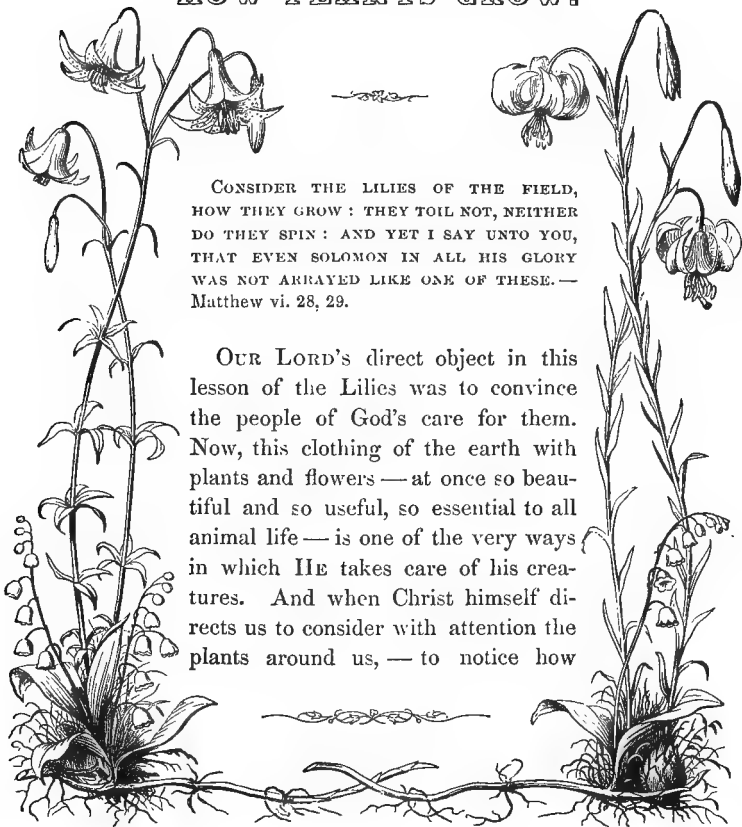 HOW PLANTS GROW.
CONSIDER THE LILIES OF THE FIELD,
HOW THEY GROW : THEY TOIL NOT, NEITHER
DO THEY SPIN : AND YET I SAY UNTO YOU,
THAT EVEN SOLOMON IN ALL HIS GLORY
WAS NOT ARRAYED LIKE ONE OF THESE. —
Matthew vi. 28, 29.
OUR LORD'S direct object in this
lesson of the Lilies was to convince
the people of God's care for them.
Now, this clothing of the earth with
plants and flowers — at once so beau-
tiful and so useful, so essential to all
animal life — is one of the very ways
in which HE takes care of his crea-
tures. And when Christ himself di-
rects us to consider with attention the
plants around us, — to notice how